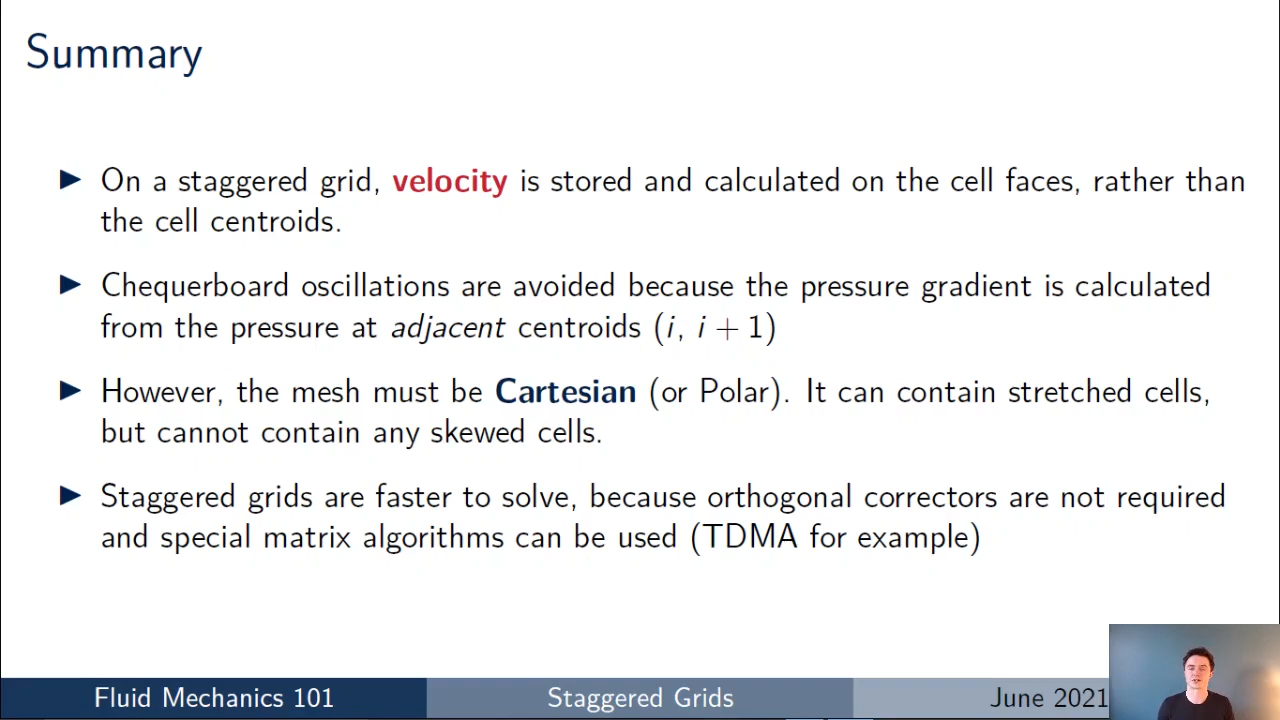 Summary
▶ On a staggered grid, velocity is stored and calculated on the cell faces, rather than
the cell centroids.
▶ Chequerboard oscillations are avoided because the pressure gradient is calculated
from the pressure at adjacent centroids (i, i + 1)
▶ However, the mesh must be Cartesian (or Polar). It can contain stretched cells,
but cannot contain any skewed cells.
▶ Staggered grids are faster to solve, because orthogonal correctors are not required
and special matrix algorithms can be used (TDMA for example)
Fluid Mechanics 101 Staggered Grids June 2021